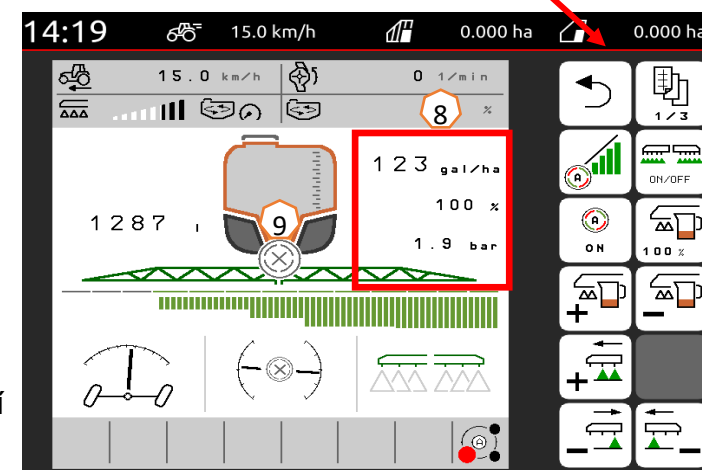 14:19 15.0 km/h 0.000 ha 0.000 ha
15.0 km/h 0 1/min
8 %
1/3
123 gal/ha
100 %
1.9 bar
1287 l
9
A
ON/OFF
A
ON
100 %
+
−
+
− −
A
í